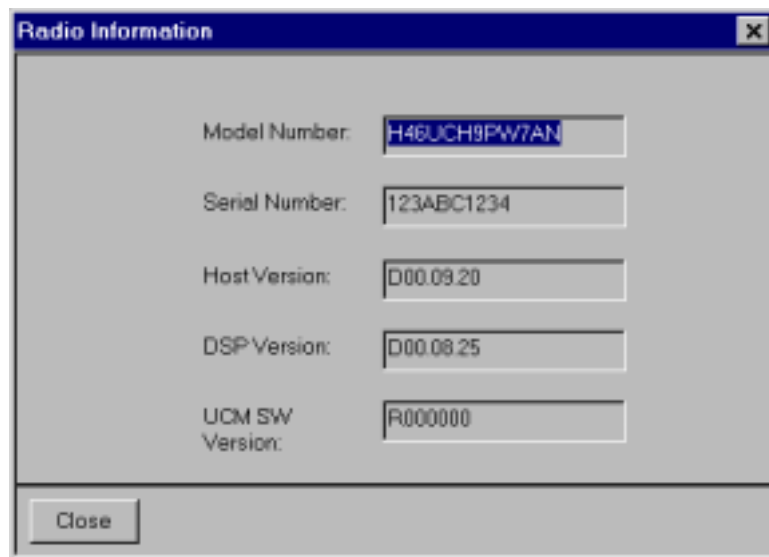 Radio Information
Model Number: H46UCH9PW7AN
Serial Number: 123ABC1234
Host Version: D00.09.20
DSP Version: D00.08.25
UCM SW R000000
Version:
Close